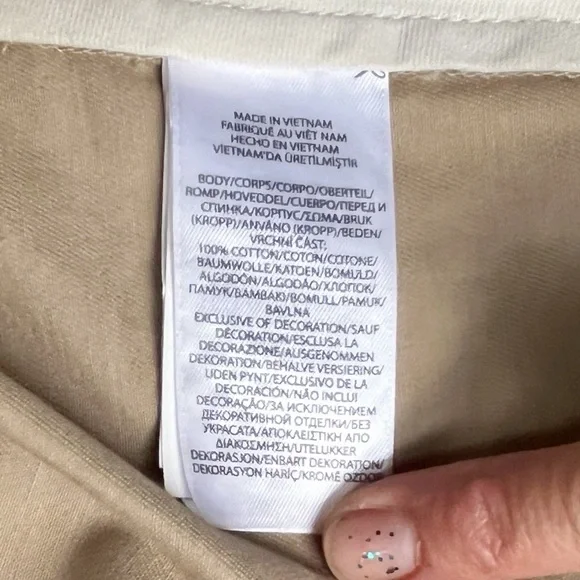 MADE IN VIETNAM
FABRIQUÉ AU VIÊT NAM
HECHO EN VIETNAM
VIETNAM'DA ÜRETİLMİŞTİR
BODY/CORPS/CORPO/OBERTEIL/
ROMP/HOVEDDEL/CUERPO/ПЕРЕД И
СПИНКА/КОРПУС/ΣΩΜΑ/BRUK
(KROPP)/ANVÄND (KROPP)/BEDEN/
VRCHNÍ ČÁST:
100% COTTON/COTON/COTONE/
BAUMWOLLE/KATOEN/BOMULD/
ALGODÓN/ALGODÃO/ХЛОПОК/
ПАМУК/ΒΑΜΒΑΚΙ/BOMULL/PAMUK/
BAVLNA
EXCLUSIVE OF DECORATION/SAUF
DÉCORATION/ESCLUSA LA
DECORAZIONE/AUSGENOMMEN
DEKORATION/BEHALVE VERSIERING/
UDEN PYNT/EXCLUSIVO DE LA
DECORACIÓN/NÃO INCLUI
DECORAÇÃO/ЗА ИСКЛЮЧЕНИЕМ
ДЕКОРАТИВНОЙ ОТДЕЛКИ/БЕЗ
УКРАСАТА/ΑΠΟΚΛΕΙΣΤΙΚΗ ΑΠΟ
ΔΙΑΚΟΣΜΗΣΗ/UTELUKKER
DEKORASJON/ENBART DEKORATION/
DEKORASYON HARİÇ/KROMĚ